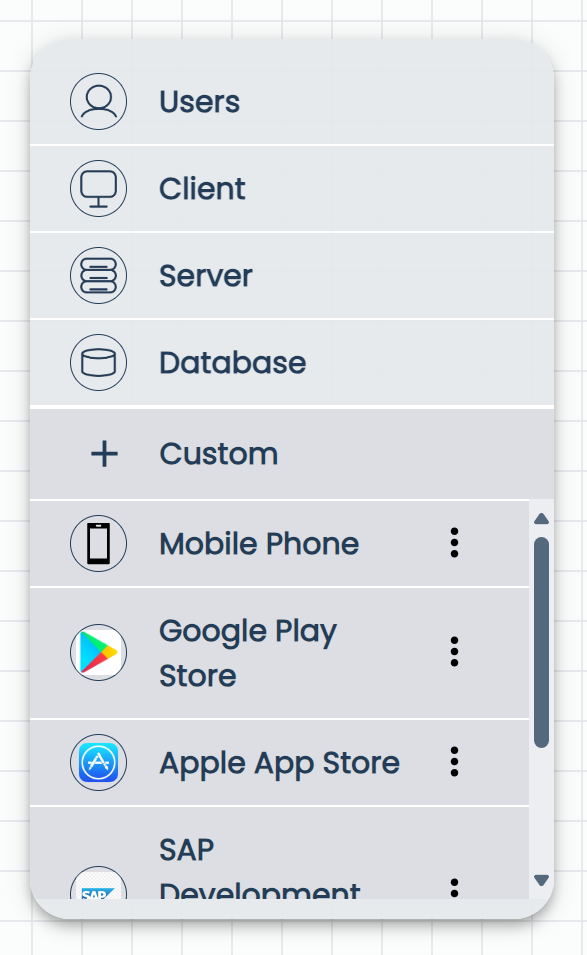 Users
Client
Server
Database
Custom
Mobile Phone
Google Play
Store
Apple App Store
SAP
SAP
Development